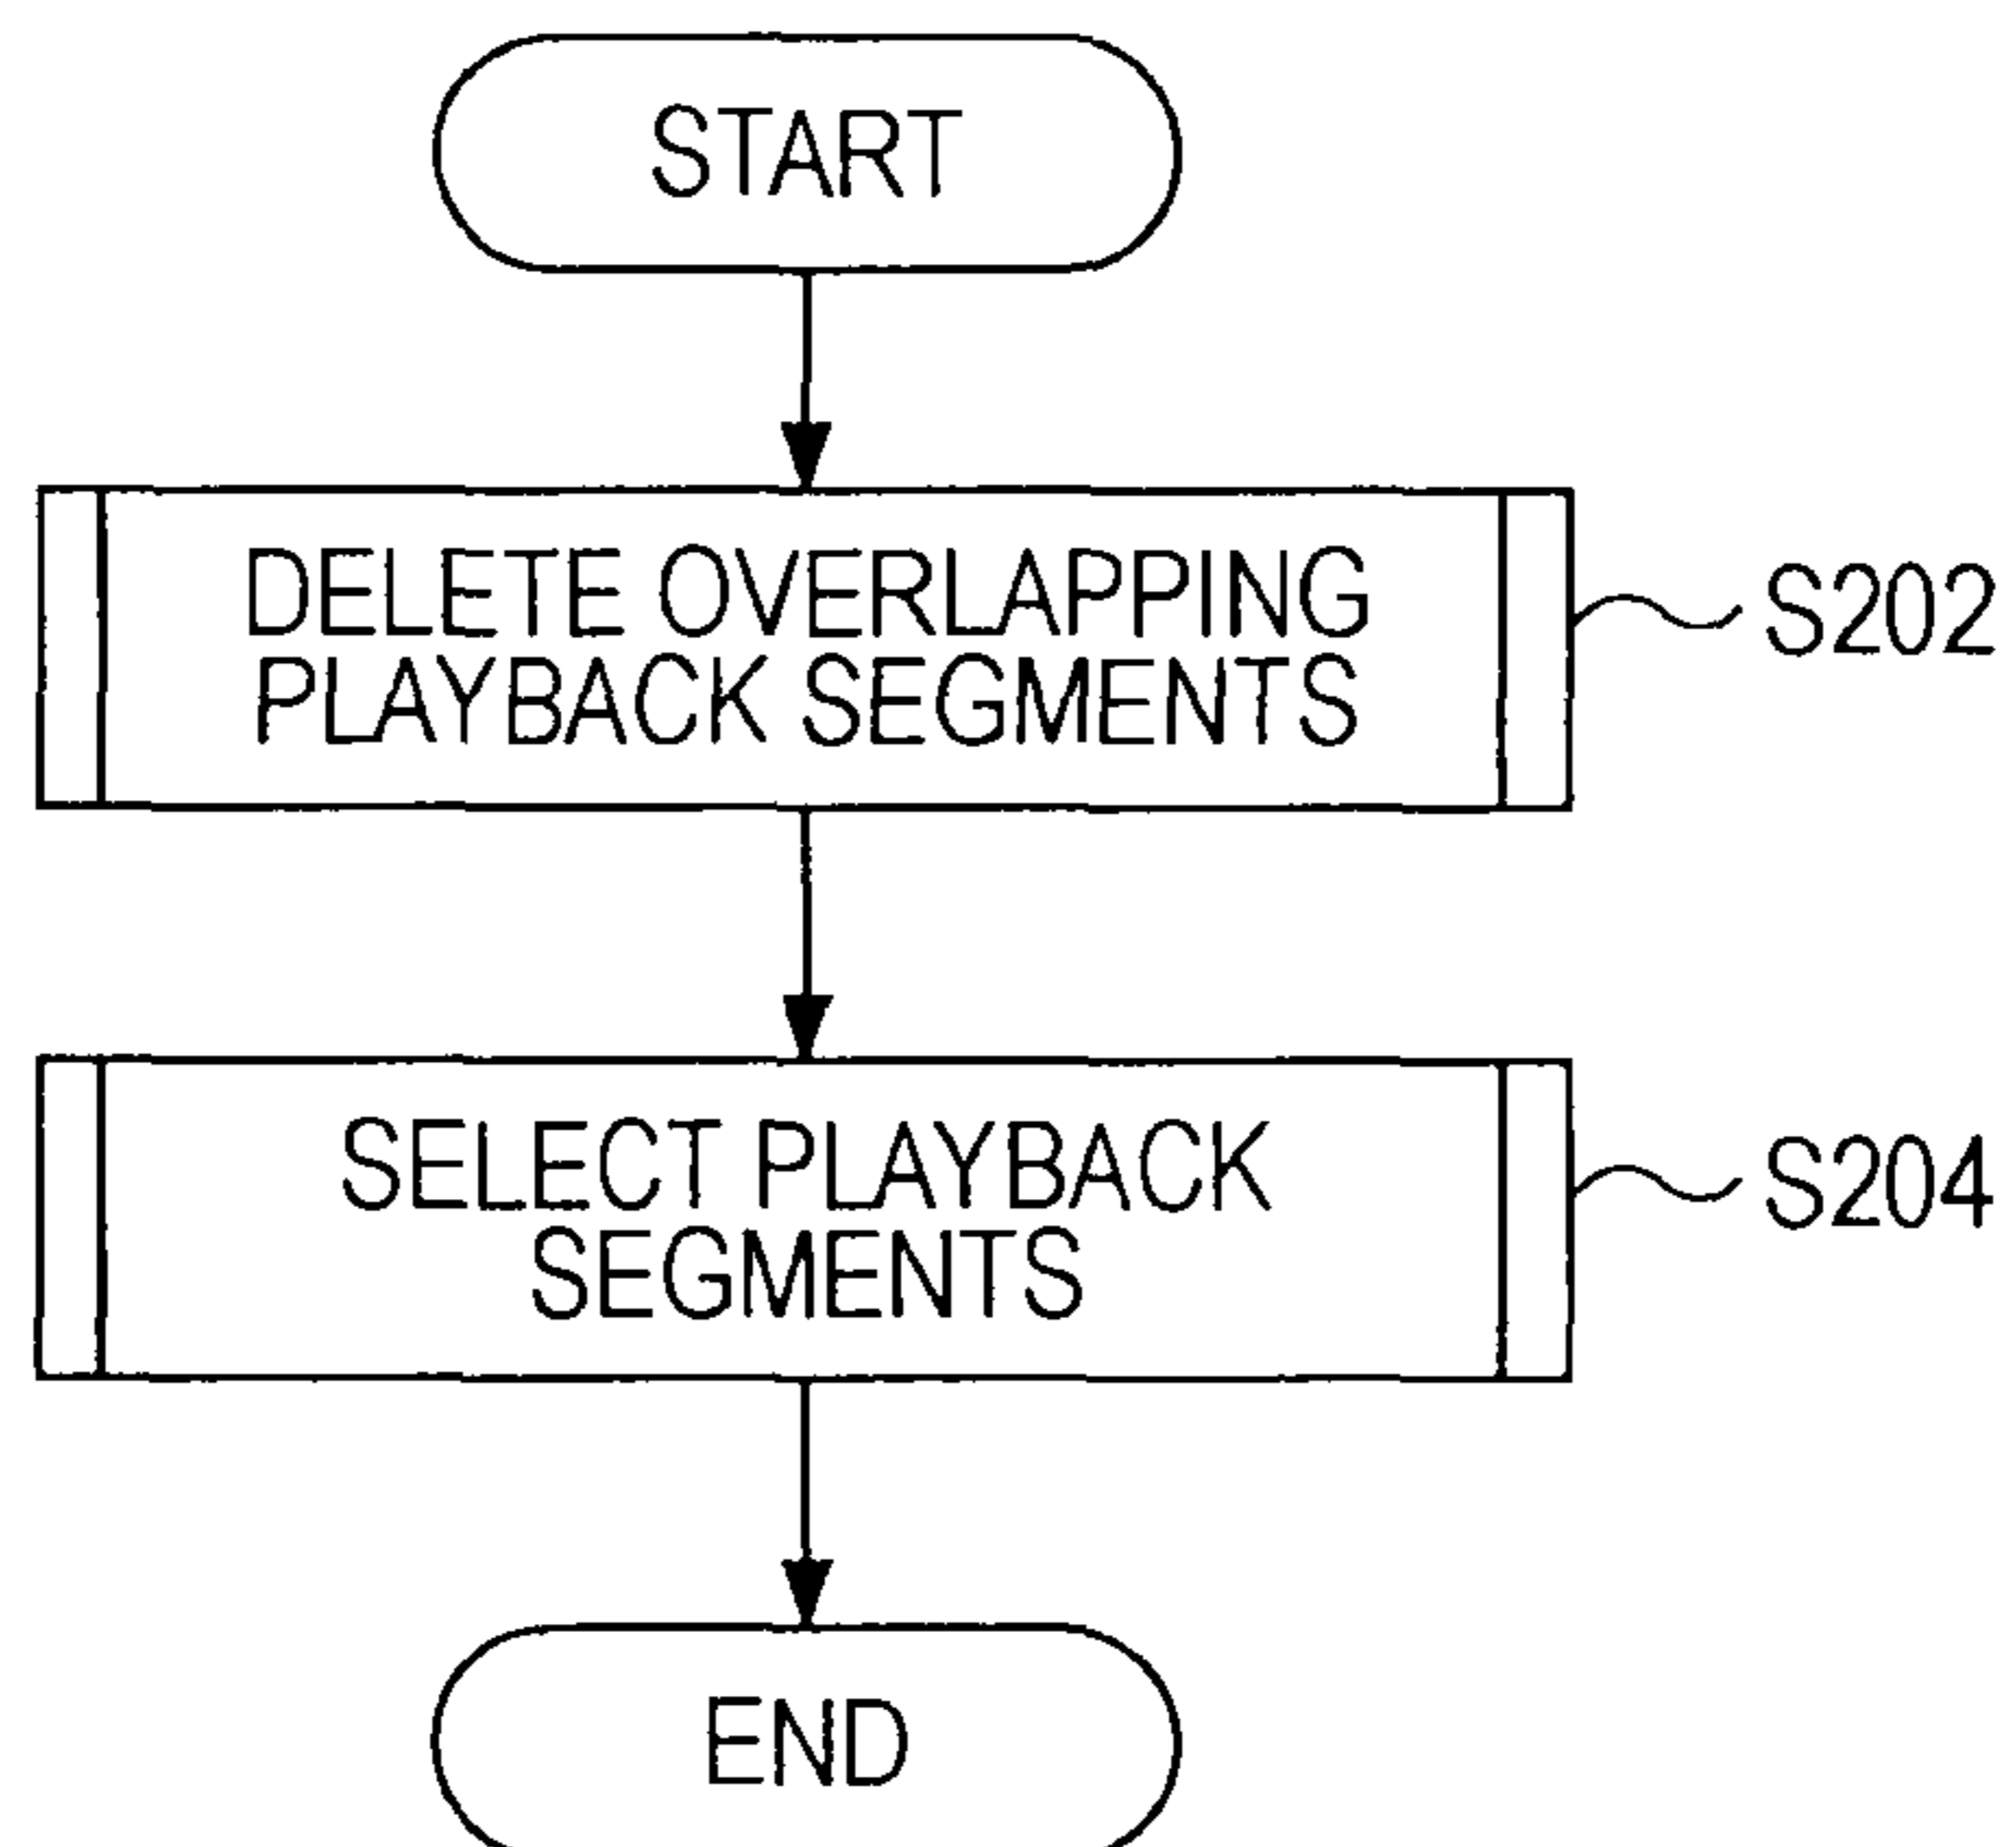 START
DELETE OVERLAPPING
PLAYBACK SEGMENTS
S202
SELECT PLAYBACK
SEGMENTS
S204
END